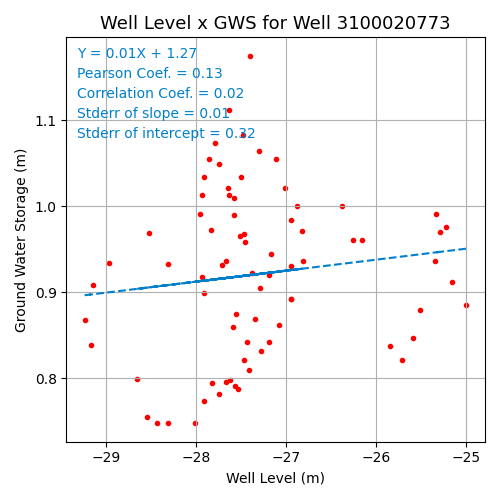 Well Level x GWS for Well 3100020773
Y = 0.01X + 1.27
Pearson Coef. = 0.13
Correlation Coef. = 0.02
Stderr of slope = 0.01
Stderr of intercept = 0.32
Ground Water Storage (m)
1.1
1.0
0.9
0.8
−29 −28 −27 −26 −25
Well Level (m)